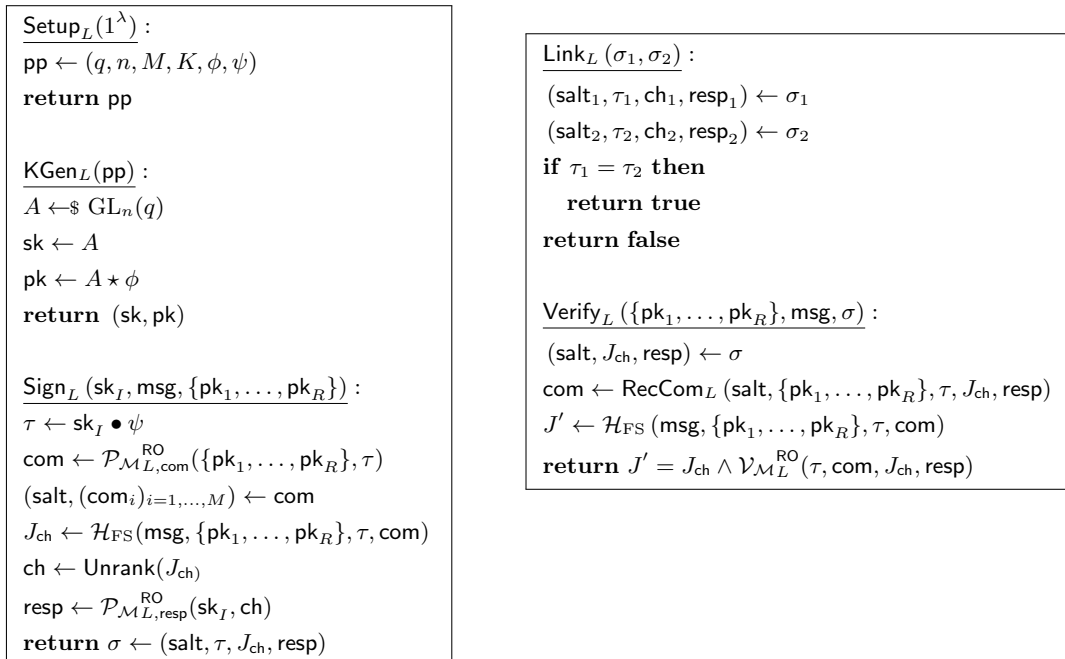 Setup_L(1^λ) :
pp ← (q, n, M, K, ϕ, ψ)
return pp
KGen_L(pp) :
A ←$ GL_n(q)
sk ← A
pk ← A ⋆ ϕ
return (sk, pk)
Sign_L (sk_I, msg, {pk_1, . . . , pk_R}) :
τ ← sk_I • ψ
com ← P_{M_L,com}^{RO}({pk_1, . . . , pk_R}, τ)
(salt, (com_i)_{i=1,...,M}) ← com
J_ch ← H_FS(msg, {pk_1, . . . , pk_R}, τ, com)
ch ← Unrank(J_{ch)}
resp ← P_{M_L,resp}^{RO}(sk_I, ch)
return σ ← (salt, τ, J_ch, resp)
Link_L (σ_1, σ_2) :
(salt_1, τ_1, ch_1, resp_1) ← σ_1
(salt_2, τ_2, ch_2, resp_2) ← σ_2
if τ_1 = τ_2 then
return true
return false
Verify_L ({pk_1, . . . , pk_R}, msg, σ) :
(salt, J_ch, resp) ← σ
com ← RecCom_L (salt, {pk_1, . . . , pk_R}, τ, J_ch, resp)
J′ ← H_FS (msg, {pk_1, . . . , pk_R}, τ, com)
return J′ = J_ch ∧ V_{M_L}^{RO}(τ, com, J_ch, resp)